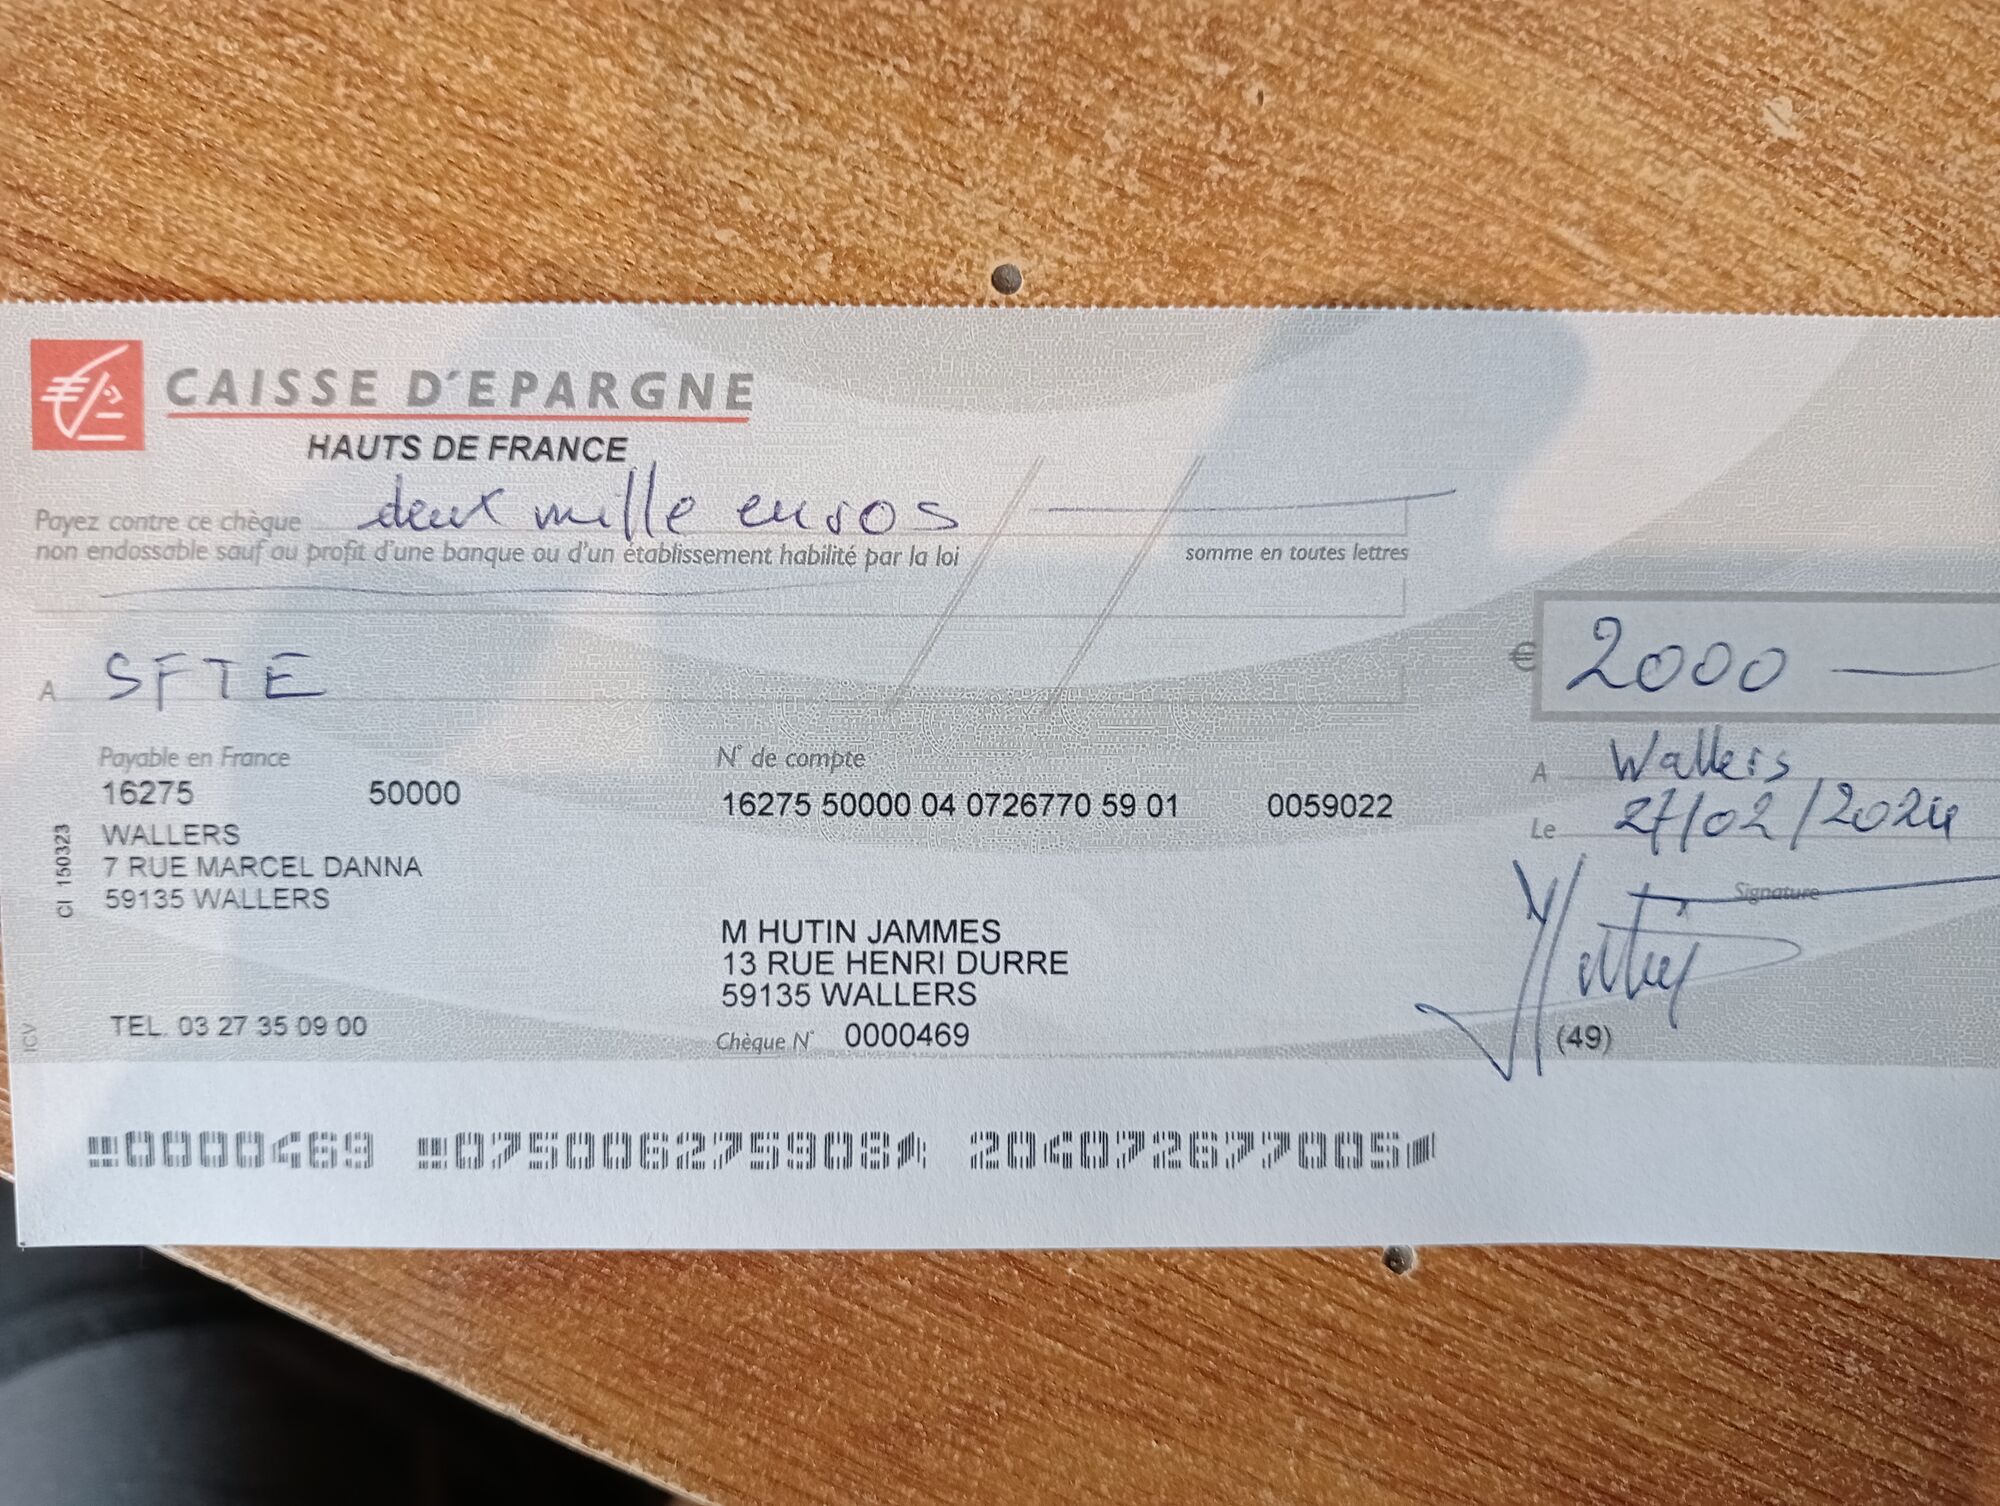 CAISSE D'EPARGNE
HAUTS DE FRANCE
Payez contre ce chèque deux mille euros
non endossable sauf au profit d'une banque ou d'un établissement habilité par la loi
somme en toutes lettres
€ 2000
A SFTE
Payable en France
16275 50000
N° de compte
16275 50000 04 0726770 59 01 0059022
A Wallers
Le 27/02/2024
WALLERS
7 RUE MARCEL DANNA
59135 WALLERS
CI 150323
Signature
M HUTIN JAMMES
13 RUE HENRI DURRE
59135 WALLERS
TEL. 03 27 35 09 00
Chèque N° 0000469
(49)
ICV
0000469 075006275908 204072677005